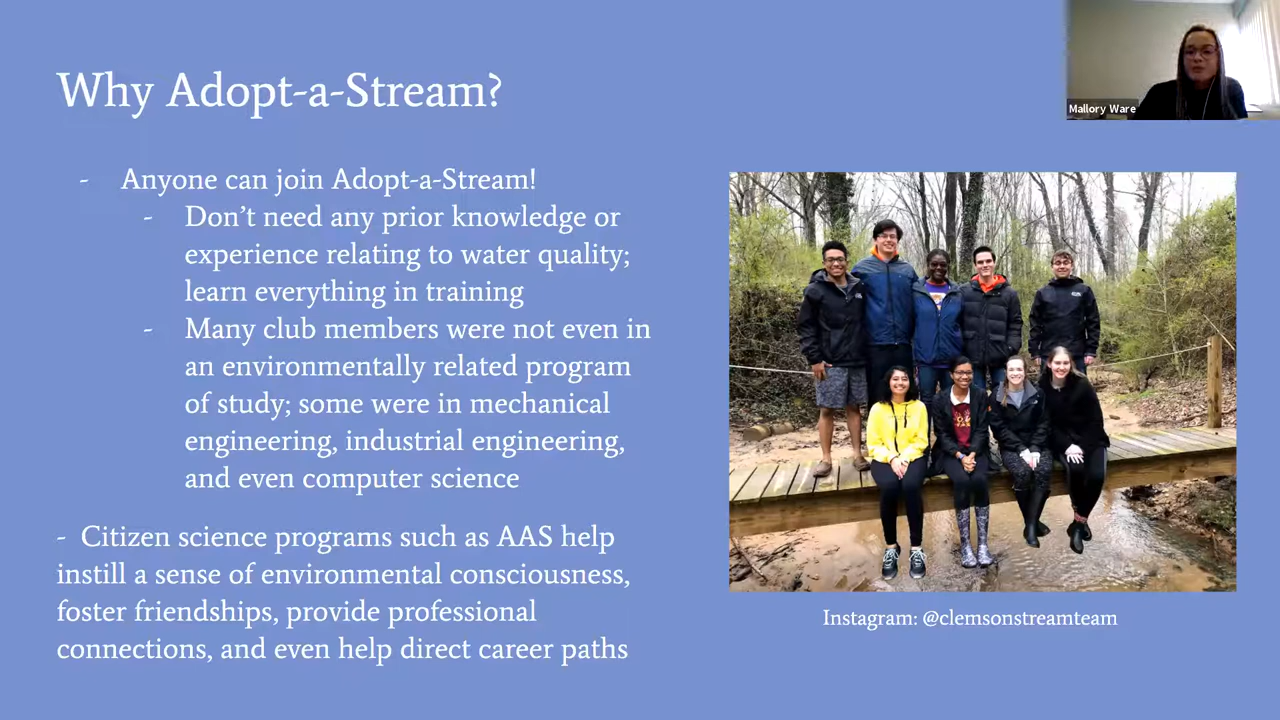 Why Adopt-a-Stream?
Mallory Ware
- Anyone can join Adopt-a-Stream!
- Don’t need any prior knowledge or
experience relating to water quality;
learn everything in training
- Many club members were not even in
an environmentally related program
of study; some were in mechanical
engineering, industrial engineering,
and even computer science
- Citizen science programs such as AAS help
instill a sense of environmental consciousness,
foster friendships, provide professional
connections, and even help direct career paths
Instagram: @clemsonstreamteam